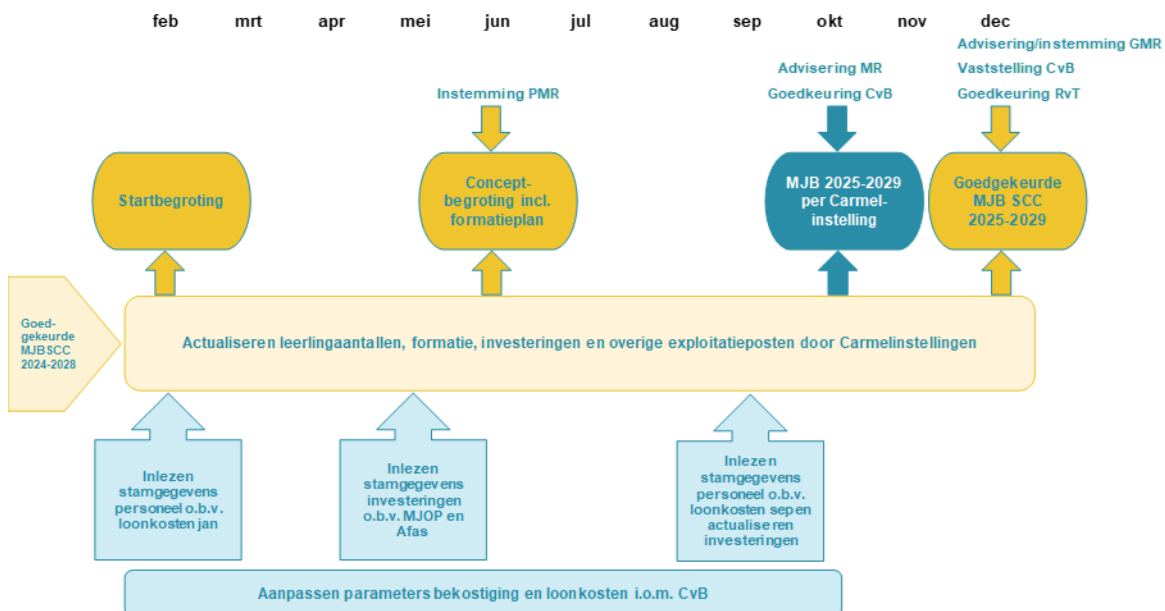 feb mrt apr mei jun jul aug sep okt nov dec
Advisering/instemming GMR
Advisering MR
Vaststelling CvB
Instemming PMR
Goedkeuring CvB
Goedkeuring RvT
Startbegroting
Concept-
begroting incl.
formatieplan
MJB 2025-2029
per Carmel-
instelling
Goedgekeurde
MJB SCC
2025-2029
Goed-
gekeurde
MJBSCC
2024-2028
Actualiseren leerlingaantallen, formatie, investeringen en overige exploitatieposten door Carmelinstellingen
Inlezen
stamgegevens
personeel o.b.v.
loonkosten jan
Inlezen
stamgegevens
investeringen
o.b.v. MJOP en
Afas
Inlezen
stamgegevens
personeel o.b.v.
loonkosten sep en
actualiseren
investeringen
Aanpassen parameters bekostiging en loonkosten i.o.m. CvB